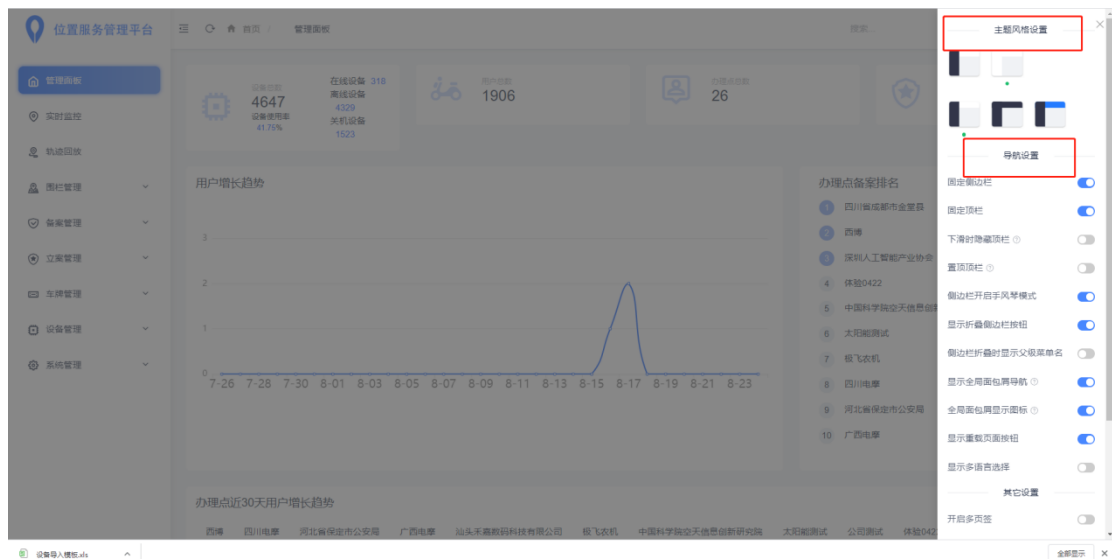 位置服务管理平台
首页 /
管理面板
搜索...
管理面板
实时监控
轨迹回放
围栏管理
备案管理
立案管理
车牌管理
设备管理
系统管理
设备总数
4647
设备使用率
41.75%
在线设备 318
离线设备
4329
关机设备
1523
用户总数
1906
办理点总数
26
用户增长趋势
3
2
1
0
7-26 7-28 7-30 8-01 8-03 8-05 8-07 8-09 8-11 8-13 8-15 8-17 8-19 8-21 8-23
办理点备案排名
1 四川省成都市金堂县
2 西博
3 深圳人工智能产业协会
4 体验0422
5 中国科学院空天信息创新
6 太阳能测试
7 极飞农机
8 四川电摩
9 河北省保定市公安局
10 广西电摩
办理点近30天用户增长趋势
西博 四川电摩 河北省保定市公安局 广西电摩 汕头禾嘉数码科技有限公司 极飞农机 中国科学院空天信息创新研究院 太阳能测试 公司测试 体验042
主题风格设置
导航设置
固定侧边栏
固定顶栏
下滑时隐藏顶栏
置顶顶栏
侧边栏开启手风琴模式
显示折叠侧边栏按钮
侧边栏折叠时显示父级菜单名
显示全局面包屑导航
全局面包屑显示图标
显示重载页面按钮
显示多语言选择
其它设置
开启多页签
设备导入模板.xls
全部显示